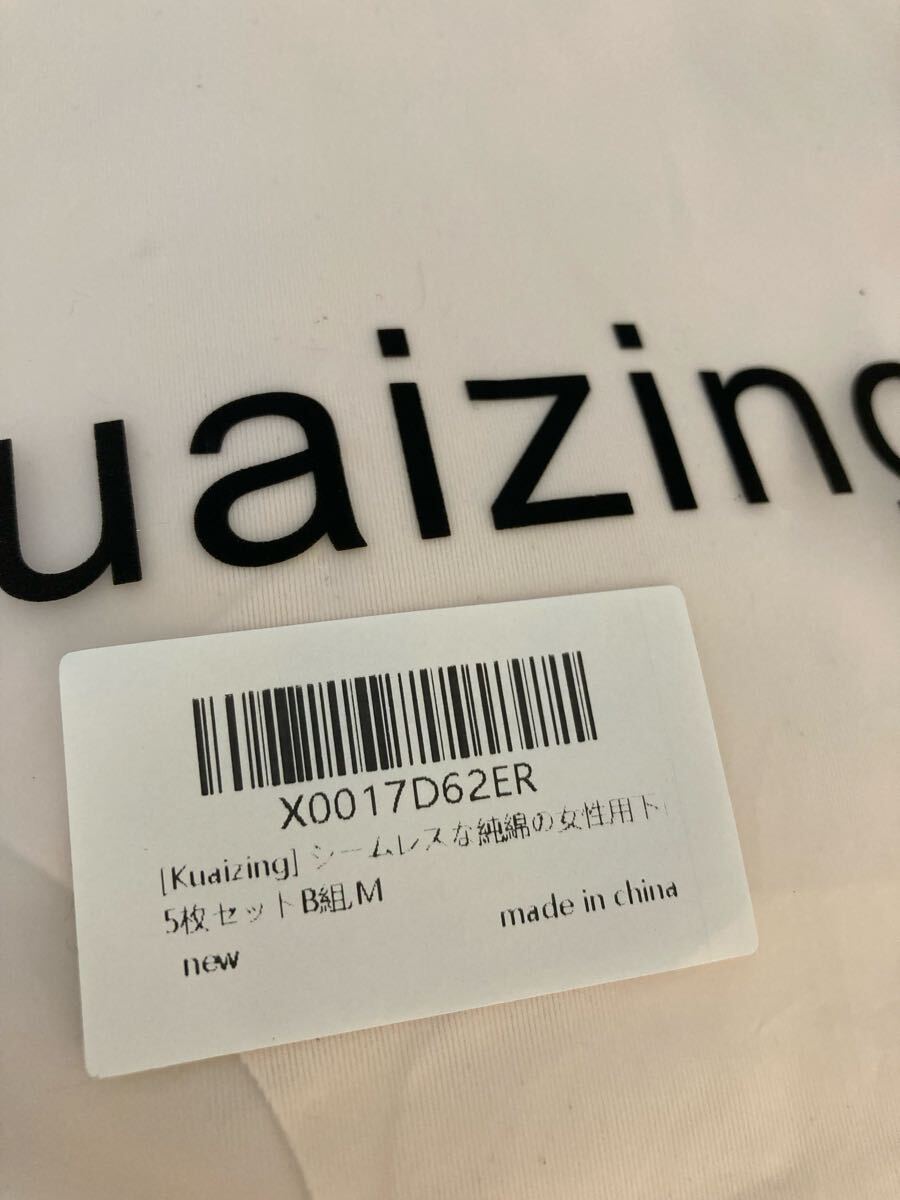 uaizing
X0017D62ER
[Kuaizing] シームレスな純綿の女性用下
5枚セット B組, M
made in china
new